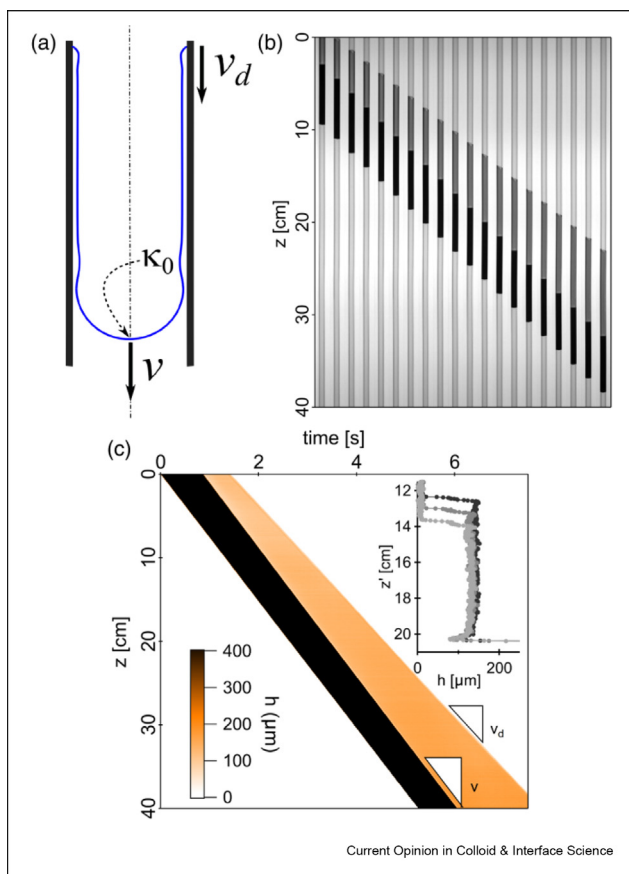 (a)
v_d
κ₀
v
(b)
0
10
20
30
40
z [cm]
(c)
time [s]
0 2 4 6
0
10
20
30
40
z [cm]
400
300
200
100
0
h (μm)
12
14
16
18
20
z' [cm]
0 200
h [μm]
v_d
v
Current Opinion in Colloid & Interface Science